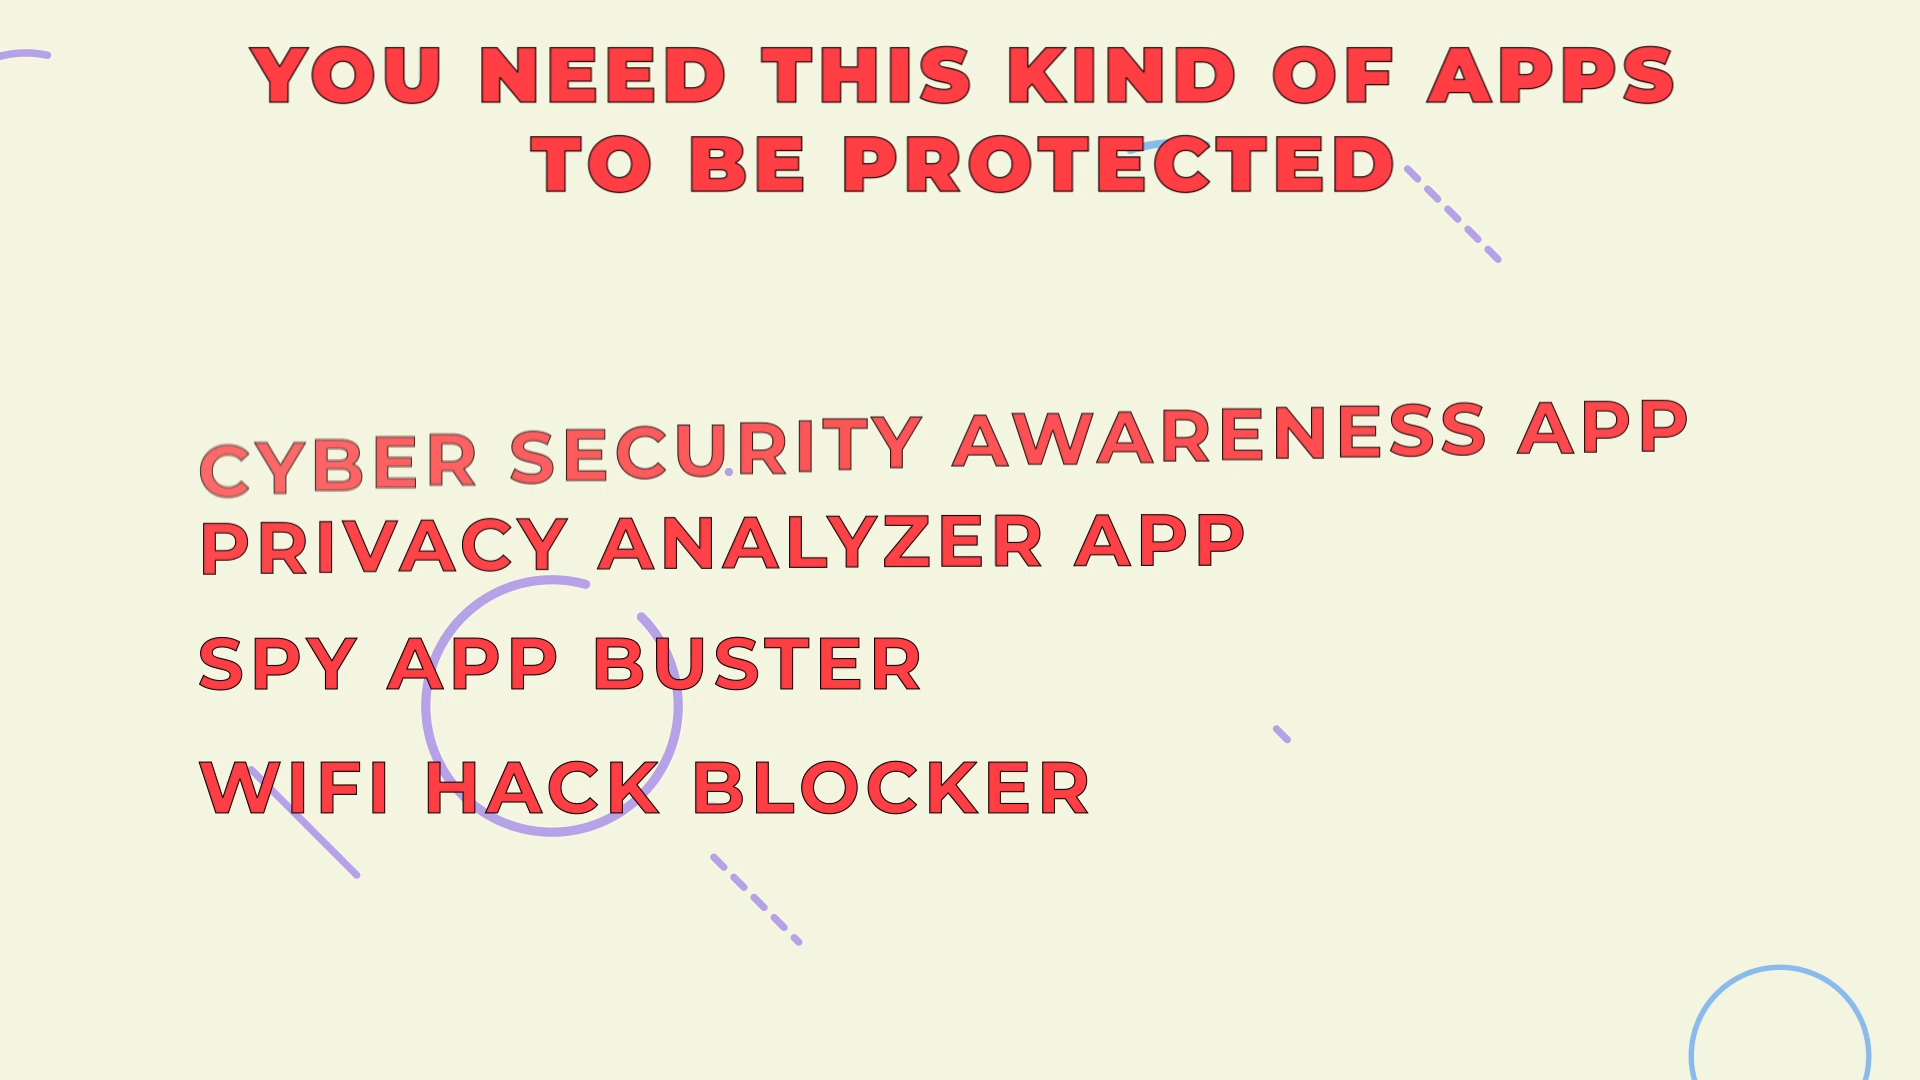 YOU NEED THIS KIND OF APPS
TO BE PROTECTED
CYBER SECURITY AWARENESS APP
PRIVACY ANALYZER APP
SPY APP BUSTER
WIFI HACK BLOCKER